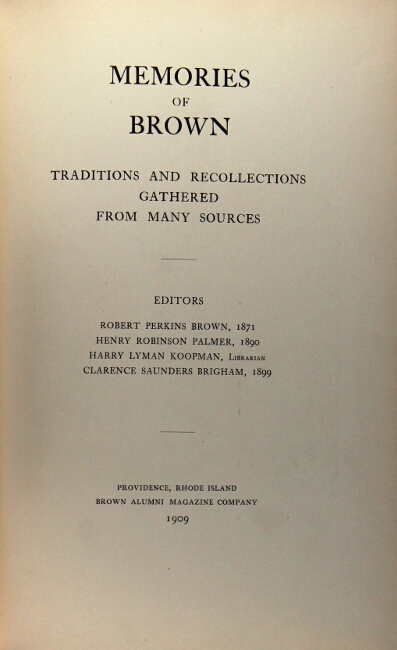 MEMORIES
OF
BROWN
TRADITIONS AND RECOLLECTIONS
GATHERED
FROM MANY SOURCES
EDITORS
ROBERT PERKINS BROWN, 1871
HENRY ROBINSON PALMER, 1890
HARRY LYMAN KOOPMAN, LIBRARIAN
CLARENCE SAUNDERS BRIGHAM, 1899
PROVIDENCE, RHODE ISLAND
BROWN ALUMNI MAGAZINE COMPANY
1909